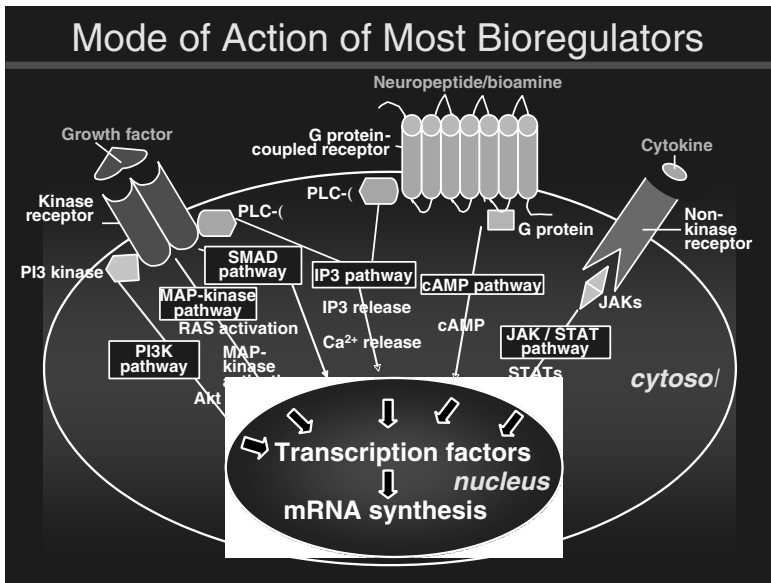 Mode of Action of Most Bioregulators
Neuropeptide/bioamine
Growth factor
G protein-
coupled receptor
Cytokine
Kinase
receptor
PLC-(
PLC-(
G protein
Non-
kinase
receptor
PI3 kinase
SMAD
pathway
IP3 pathway
cAMP pathway
JAKs
MAP-kinase
pathway
RAS activation
IP3 release
cAMP
JAK / STAT
pathway
PI3K
pathway
MAP-
kinase
Ca²⁺ release
STATs
cytosol
Akt
Transcription factors
nucleus
mRNA synthesis